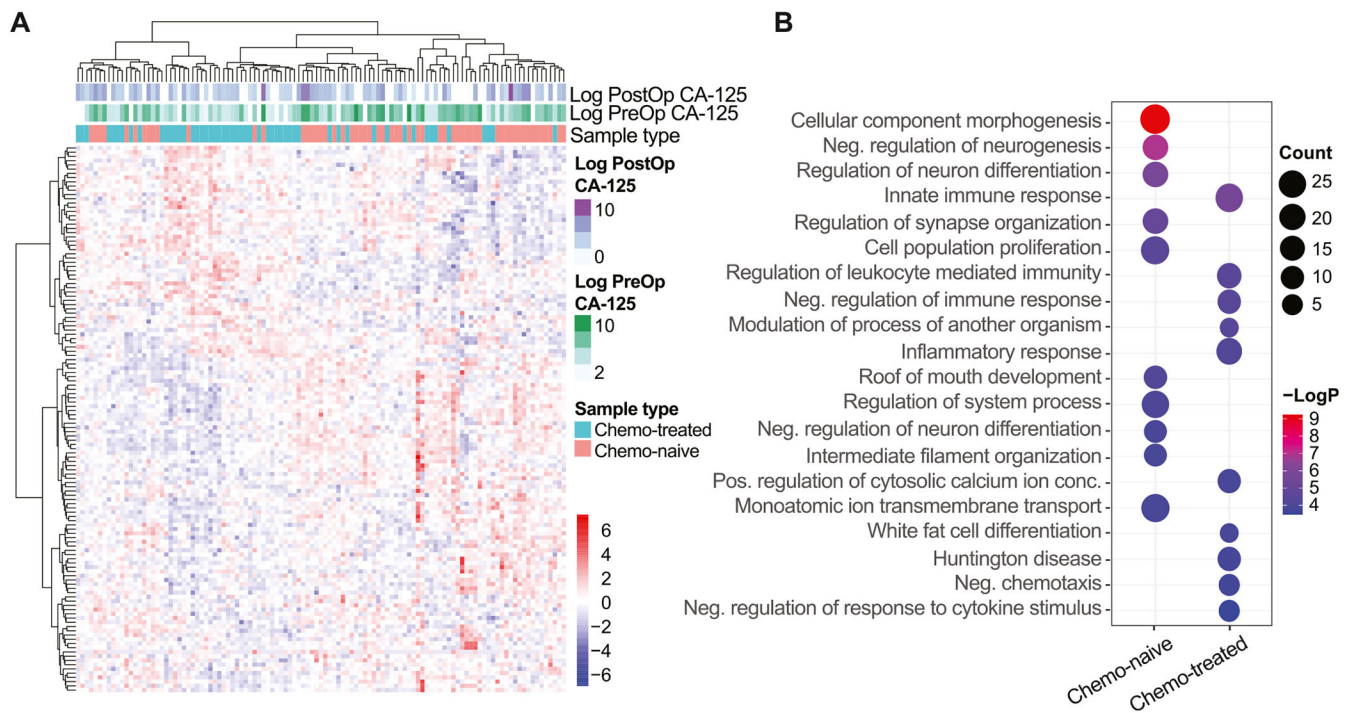 A
Log PostOp CA-125
Log PreOp CA-125
Sample type
Log PostOp
CA-125
10
0
Log PreOp
CA-125
10
2
Sample type
Chemo-treated
Chemo-naive
6
4
2
0
−2
−4
−6
B
Cellular component morphogenesis
Neg. regulation of neurogenesis
Regulation of neuron differentiation
Innate immune response
Regulation of synapse organization
Cell population proliferation
Regulation of leukocyte mediated immunity
Neg. regulation of immune response
Modulation of process of another organism
Inflammatory response
Roof of mouth development
Regulation of system process
Neg. regulation of neuron differentiation
Intermediate filament organization
Pos. regulation of cytosolic calcium ion conc.
Monoatomic ion transmembrane transport
White fat cell differentiation
Huntington disease
Neg. chemotaxis
Neg. regulation of response to cytokine stimulus
Chemo-naive
Chemo-treated
Count
25
20
15
10
5
−LogP
9
8
7
6
5
4